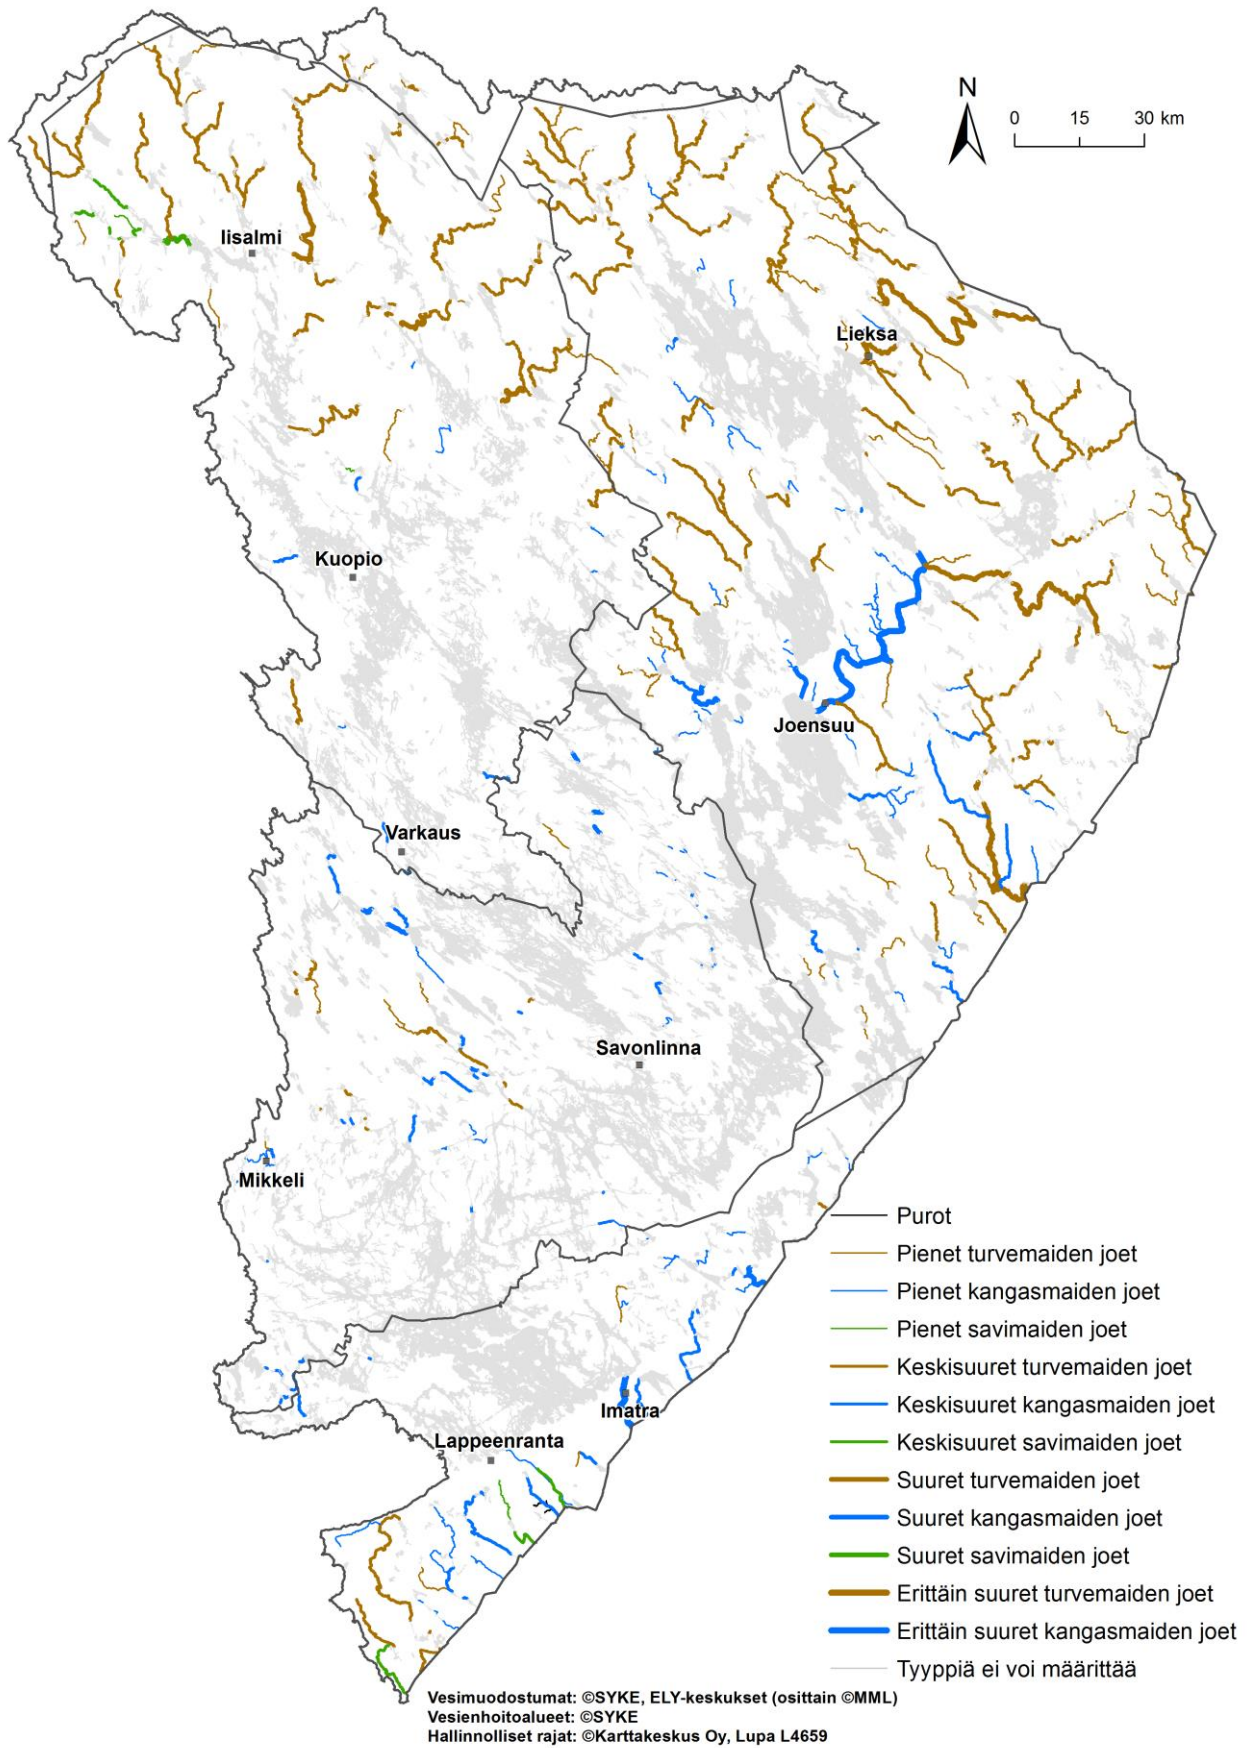 N
0 15 30 km
Iisalmi
Lieksa
Kuopio
Joensuu
Varkaus
Savonlinna
Mikkeli
Imatra
Lappeenranta
Purot
Pienet turvemaiden joet
Pienet kangasmaiden joet
Pienet savimaiden joet
Keskisuuret turvemaiden joet
Keskisuuret kangasmaiden joet
Keskisuuret savimaiden joet
Suuret turvemaiden joet
Suuret kangasmaiden joet
Suuret savimaiden joet
Erittäin suuret turvemaiden joet
Erittäin suuret kangasmaiden joet
Tyyppiä ei voi määrittää
Vesimuodostumat: ©SYKE, ELY-keskukset (osittain ©MML)
Vesienhoitoalueet: ©SYKE
Hallinnolliset rajat: ©Karttakeskus Oy, Lupa L4659